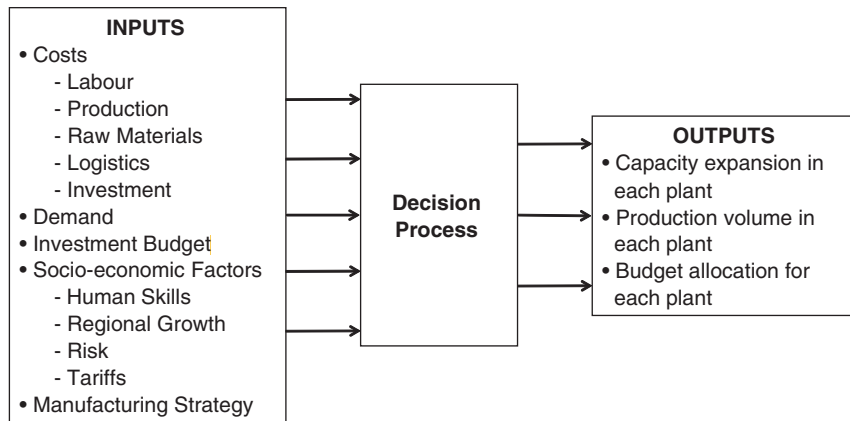 INPUTS
• Costs
- Labour
- Production
- Raw Materials
- Logistics
- Investment
• Demand
• Investment Budget
• Socio-economic Factors
- Human Skills
- Regional Growth
- Risk
- Tariffs
• Manufacturing Strategy
Decision
Process
OUTPUTS
• Capacity expansion in
each plant
• Production volume in
each plant
• Budget allocation for
each plant